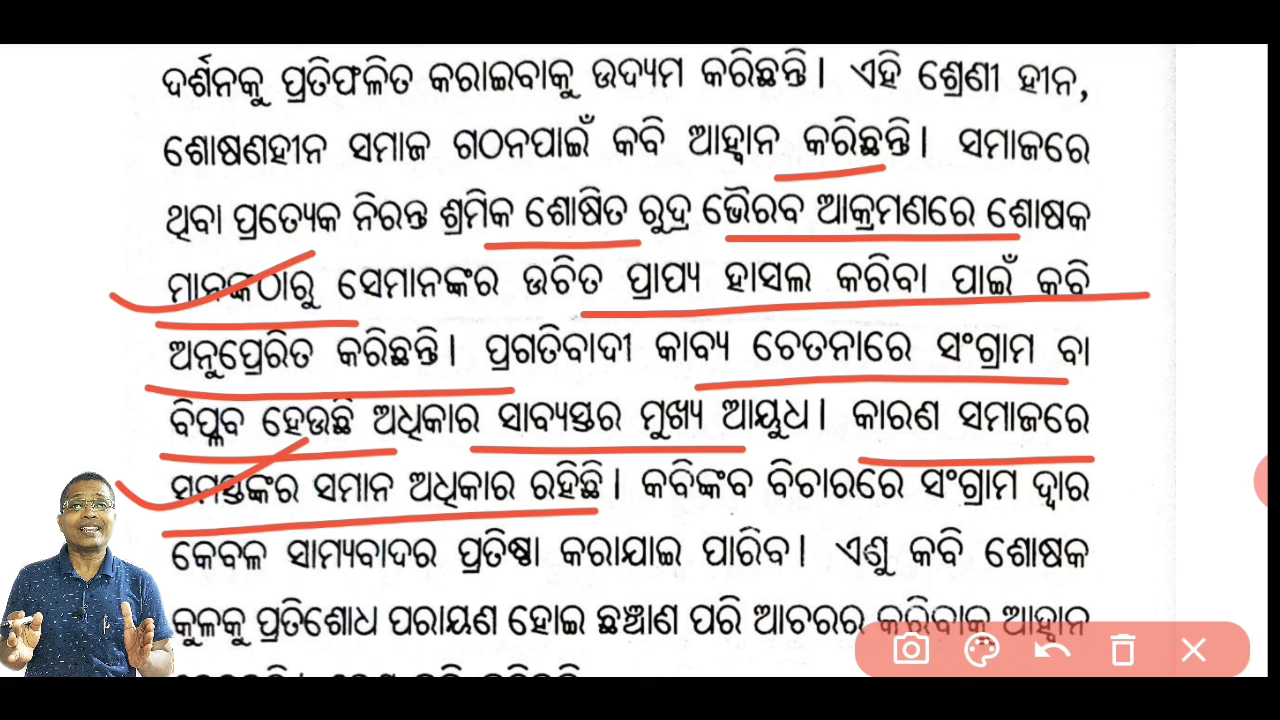 ଦର୍ଶନକୁ ପ୍ରତିଫଳିତ କରାଇବାକୁ ଉଦ୍ୟମ କରିଛନ୍ତି। ଏହି ଶ୍ରେଣୀ ହୀନ,
ଶୋଷଣହୀନ ସମାଜ ଗଠନପାଇଁ କବି ଆହ୍ୱାନ କରିଛନ୍ତି। ସମାଜରେ
ଥିବା ପ୍ରତ୍ୟେକ ନିରନ୍ତ ଶ୍ରମିକ ଶୋଷିତ ରୁଦ୍ର ଭୈରବ ଆକ୍ରମଣରେ ଶୋଷକ
ମାନଙ୍କଠାରୁ ସେମାନଙ୍କର ଉଚିତ ପ୍ରାପ୍ୟ ହାସଲ କରିବା ପାଇଁ କବି
ଅନୁପ୍ରେରିତ କରିଛନ୍ତି। ପ୍ରଗତିବାଦୀ କାବ୍ୟ ଚେତନାରେ ସଂଗ୍ରାମ ବା
ବିପ୍ଳବ ହେଉଛି ଅଧିକାର ସାବ୍ୟସ୍ତର ମୁଖ୍ୟ ଆୟୁଧ। କାରଣ ସମାଜରେ
ସମସ୍ତଙ୍କର ସମାନ ଅଧିକାର ରହିଛି। କବିଙ୍କବ ବିଚାରରେ ସଂଗ୍ରାମ ଦ୍ୱାର
କେବଳ ସାମ୍ୟବାଦର ପ୍ରତିଷ୍ଠା କରାଯାଇ ପାରିବ। ଏଣୁ କବି ଶୋଷକ
କୁଳକୁ ପ୍ରତିଶୋଧ ପରାୟଣ ହୋଇ ଛଞ୍ଚାଣ ପରି ଆଚରର କରିବାକୁ ଆହ୍ୱାନ